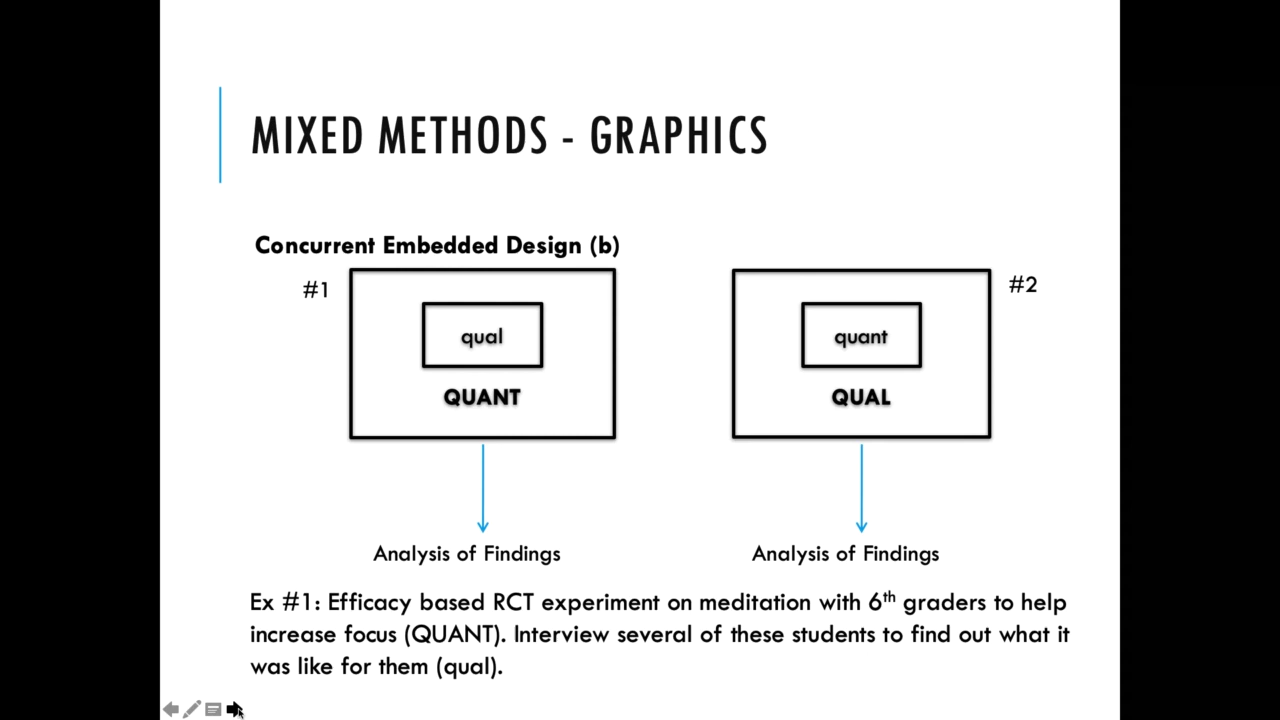 MIXED METHODS - GRAPHICS
Concurrent Embedded Design (b)
#1
#2
qual
quant
QUANT
QUAL
Analysis of Findings
Analysis of Findings
Ex #1: Efficacy based RCT experiment on meditation with 6th graders to help
increase focus (QUANT). Interview several of these students to find out what it
was like for them (qual).